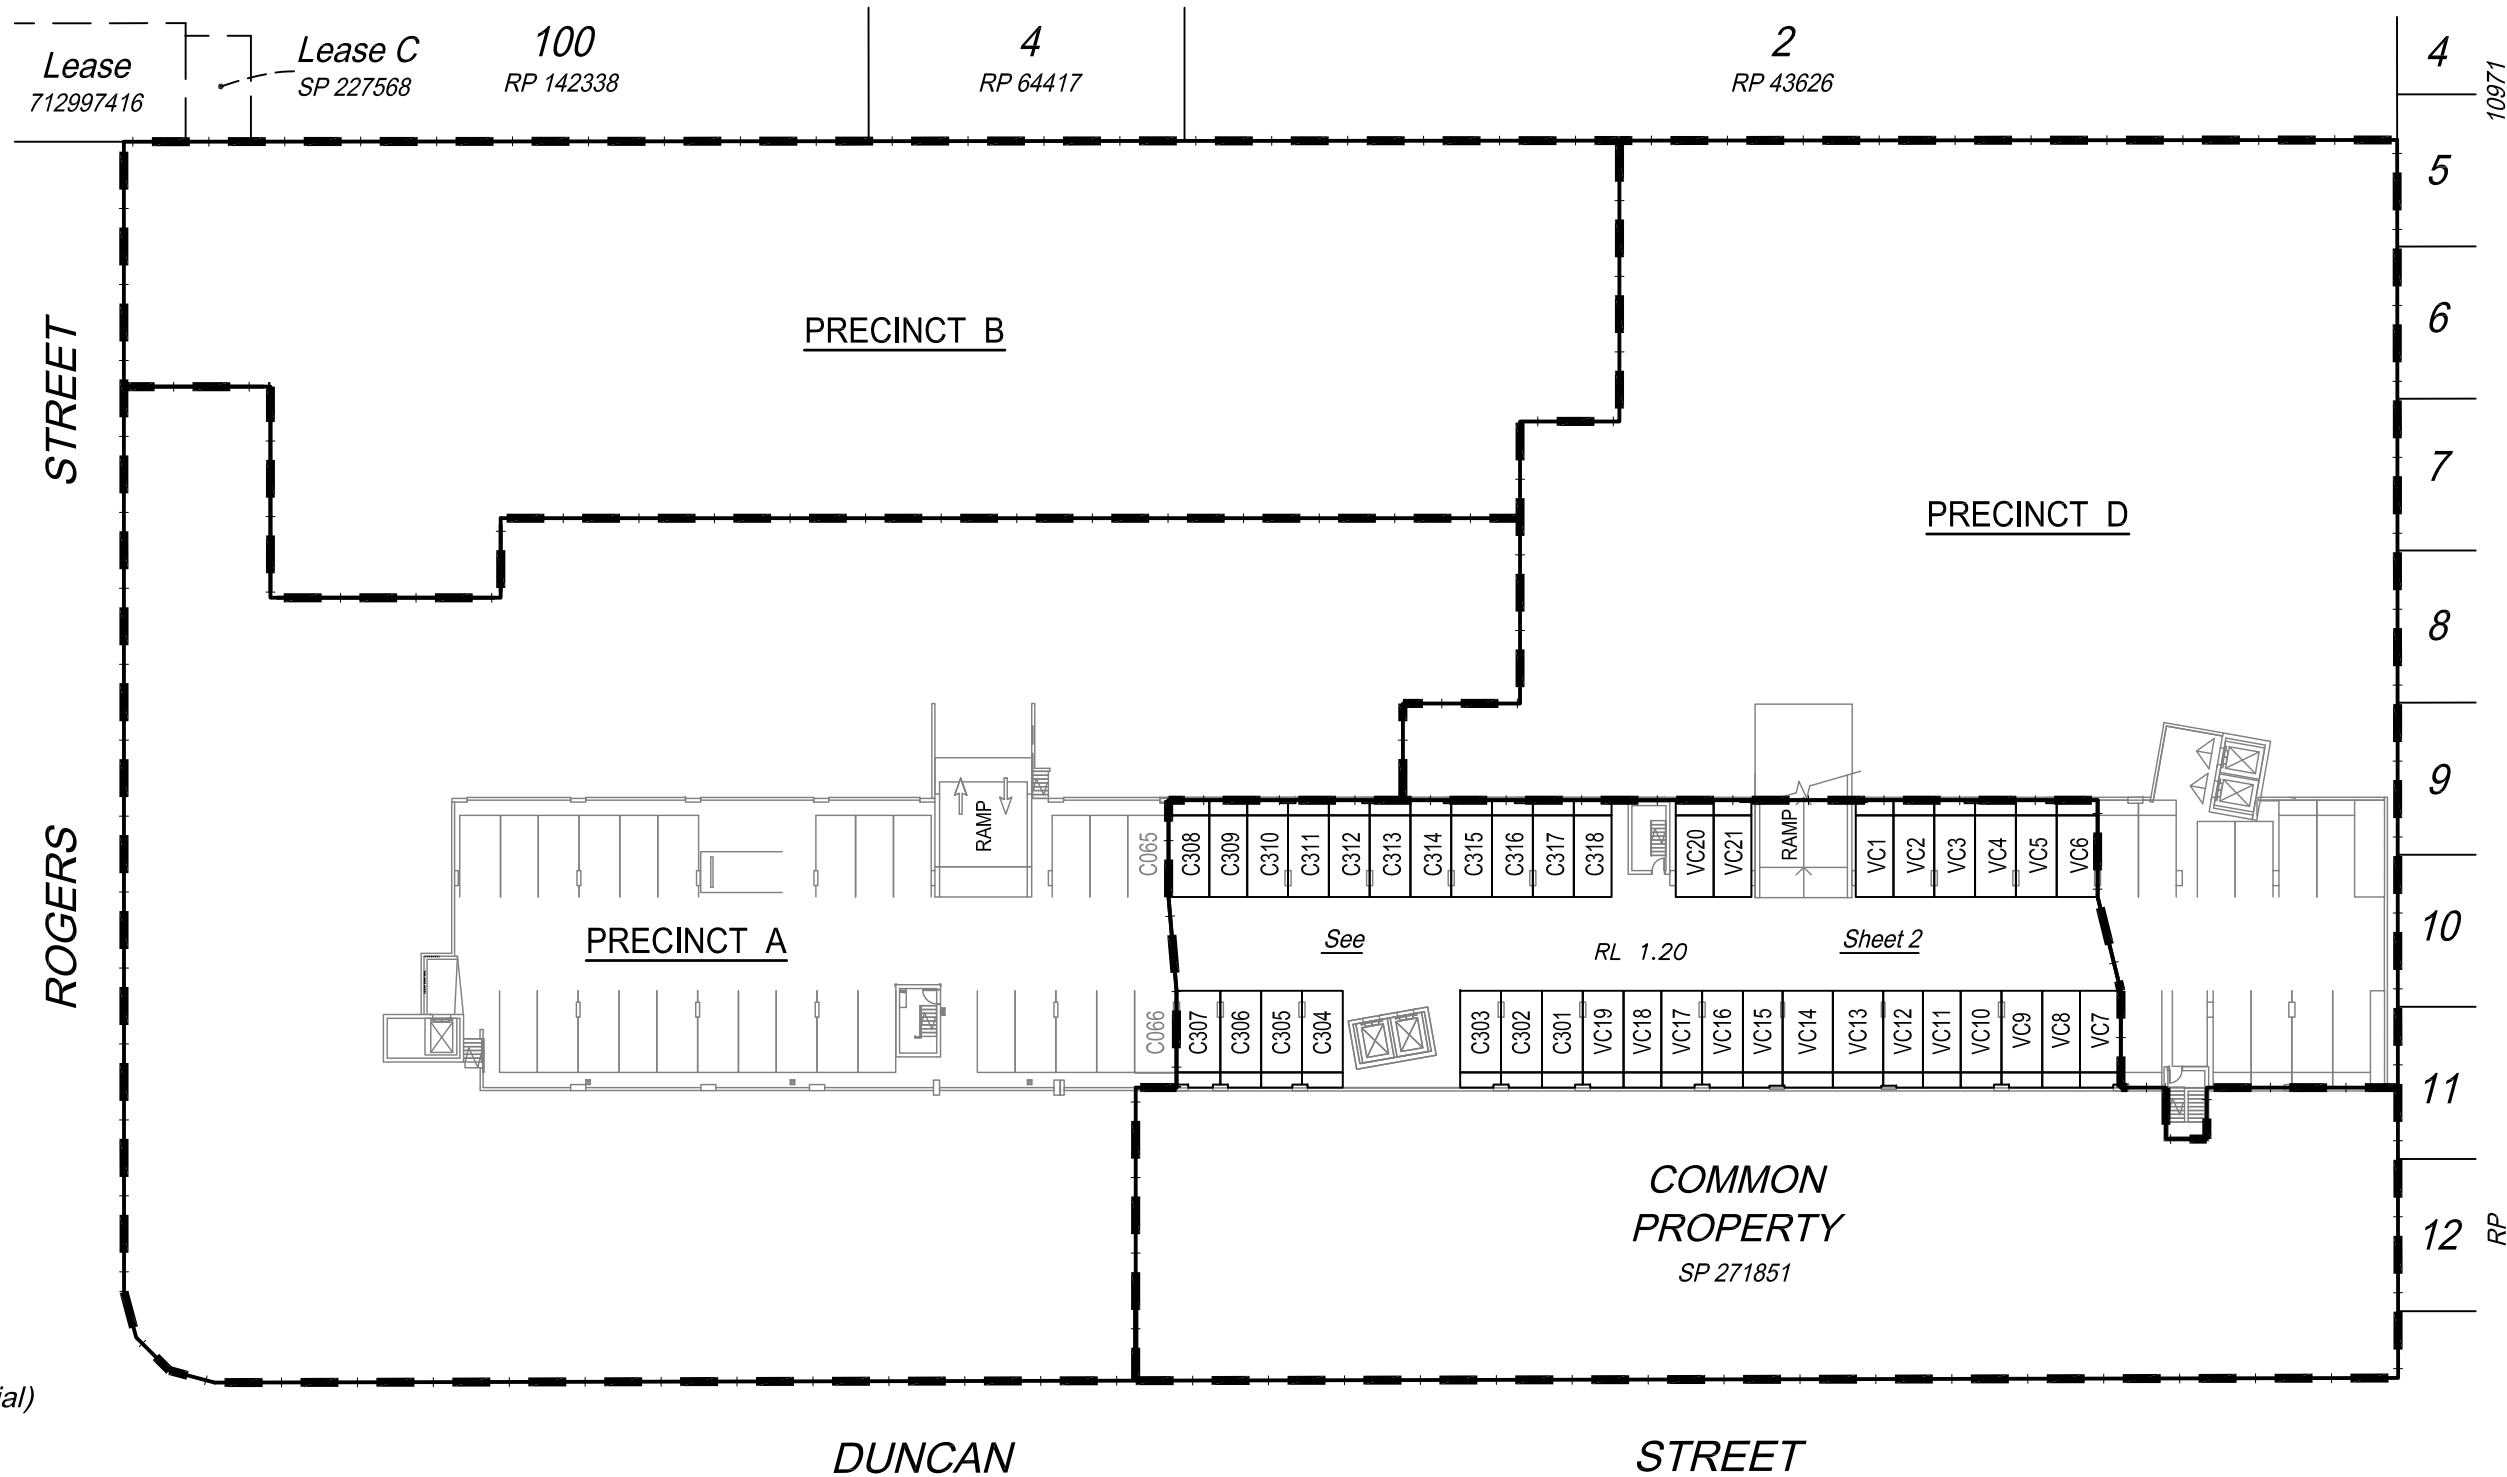 Lease
712997416
Lease C
SP 227568
100
RP 142338
4
RP 64417
2
RP 43626
4
10971
5
6
7
8
9
10
11
12
RP
STREET
ROGERS
PRECINCT B
PRECINCT D
RAMP
C065
C308
C309
C310
C311
C312
C313
C314
C315
C316
C317
C318
VC20
VC21
RAMP
VC1
VC2
VC3
VC4
VC5
VC6
PRECINCT A
See
RL 1.20
Sheet 2
C066
C307
C306
C305
C304
C303
C302
C301
VC19
VC18
VC17
VC16
VC15
VC14
VC13
VC12
VC11
VC10
VC9
VC8
VC7
COMMON
PROPERTY
SP 271851
ial)
DUNCAN STREET